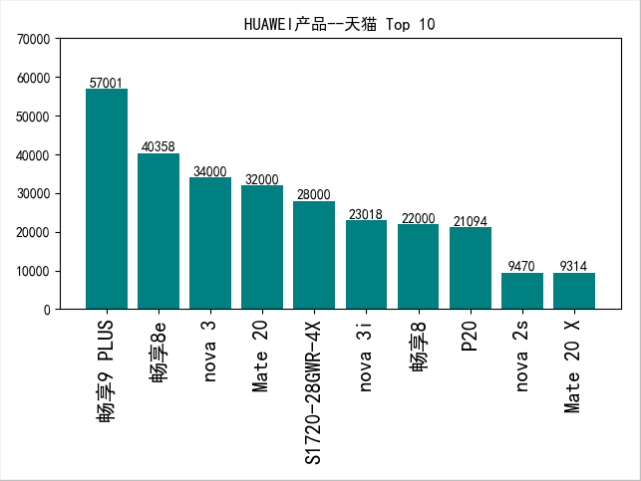 HUAWEI产品--天猫 Top 10
70000
60000
50000
40000
30000
20000
10000
0
57001
40358
34000
32000
28000
23018
22000
21094
9470
9314
畅享9 PLUS
畅享8e
nova 3
Mate 20
S1720-28GWR-4X
nova 3i
畅享8
P20
nova 2s
Mate 20 X